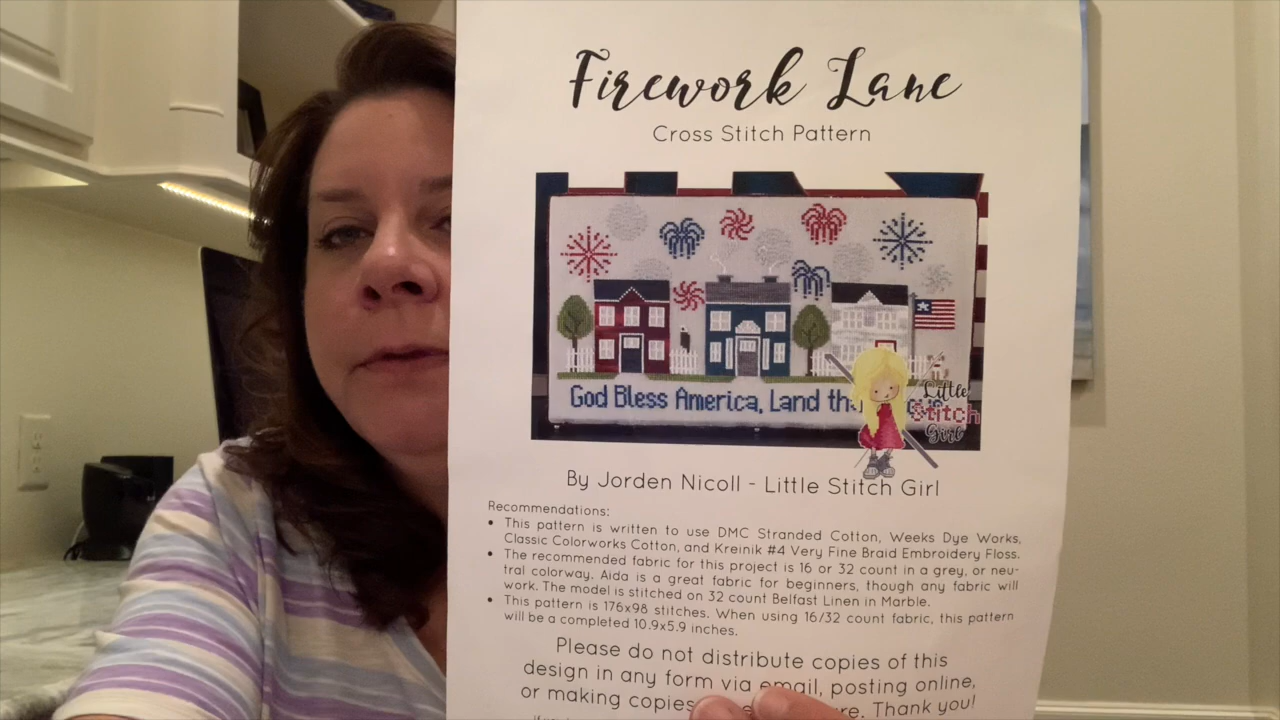 Firework Lane
Cross Stitch Pattern
God Bless America, Land
Little
Stitch
Girl
By Jorden Nicoll - Little Stitch Girl
Recommendations:
• This pattern is written to use DMC Stranded Cotton, Weeks Dye Works,
Classic Colorworks Cotton, and Kreinik #4 Very Fine Braid Embroidery Floss.
• The recommended fabric for this project is 16 or 32 count in a grey, or neu-
tral colorway. Aida is a great fabric for beginners, though any fabric will
work. The model is stitched on 32 count Belfast Linen in Marble.
• This pattern is 176x98 stitches. When using 16/32 count fabric, this pattern
will be a completed 10.9x5.9 inches.
Please do not distribute copies of this
design in any form via email, posting online,
or making copies Thank you!